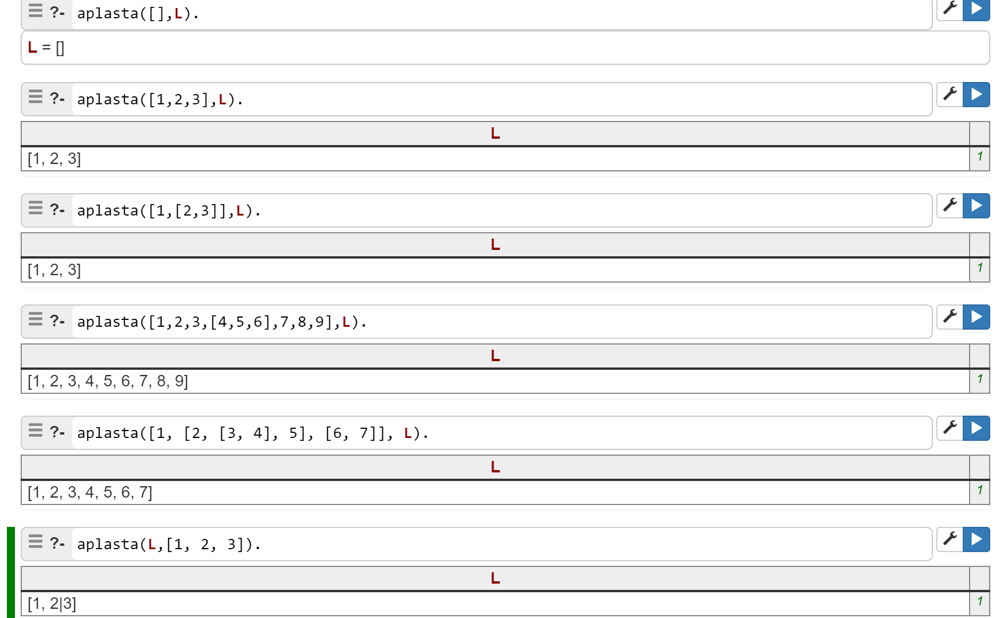 ?- aplasta([],L).
L = []
?- aplasta([1,2,3],L).
L
[1, 2, 3] 1
?- aplasta([1,[2,3]],L).
L
[1, 2, 3] 1
?- aplasta([1,2,3,[4,5,6],7,8,9],L).
L
[1, 2, 3, 4, 5, 6, 7, 8, 9] 1
?- aplasta([1, [2, [3, 4], 5], [6, 7]], L).
L
[1, 2, 3, 4, 5, 6, 7] 1
?- aplasta(L,[1, 2, 3]).
L
[1, 2|3] 1